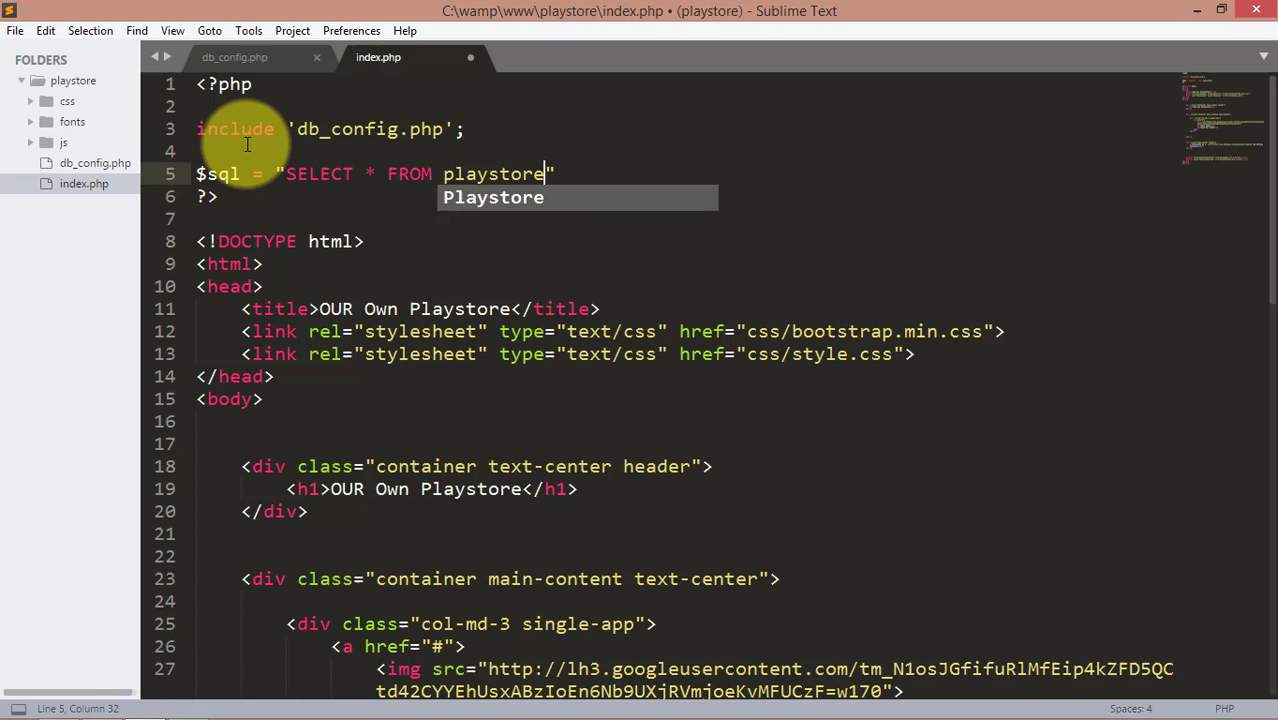 C:\wamp\www\playstore\index.php • (playstore) - Sublime Text
File Edit Selection Find View Goto Tools Project Preferences Help
FOLDERS
playstore
css
fonts
js
db_config.php
index.php
db_config.php × index.php
1 <?php
2
3 include 'db_config.php';
4
5 $sql = "SELECT * FROM playstore"
Playstore
6 ?>
7
8 <!DOCTYPE html>
9 <html>
10 <head>
11 <title>OUR Own Playstore</title>
12 <link rel="stylesheet" type="text/css" href="css/bootstrap.min.css">
13 <link rel="stylesheet" type="text/css" href="css/style.css">
14 </head>
15 <body>
16
17
18 <div class="container text-center header">
19 <h1>OUR Own Playstore</h1>
20 </div>
21
22
23 <div class="container main-content text-center">
24
25 <div class="col-md-3 single-app">
26 <a href="#">
27 <img src="http://lh3.googleusercontent.com/tm_N1osJGfifuRlMfEip4kZFD5QC
td42CYYEhUsxABzIoEn6Nb9UXjRVmjoeKvMFUCzF=w170">
Line 5, Column 32
Spaces: 4
PHP